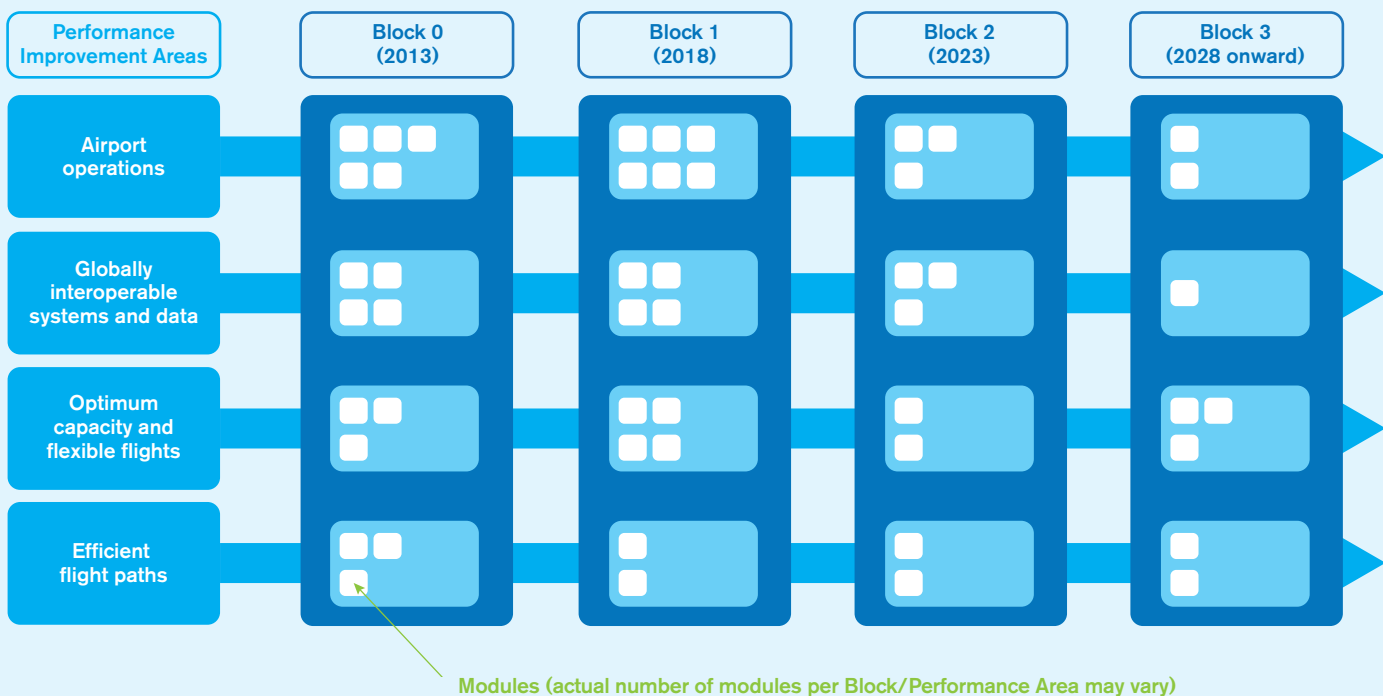 Performance
Improvement Areas
Block 0
(2013)
Block 1
(2018)
Block 2
(2023)
Block 3
(2028 onward)
Airport
operations
Globally
interoperable
systems and data
Optimum
capacity and
flexible flights
Efficient
flight paths
Modules (actual number of modules per Block/Performance Area may vary)